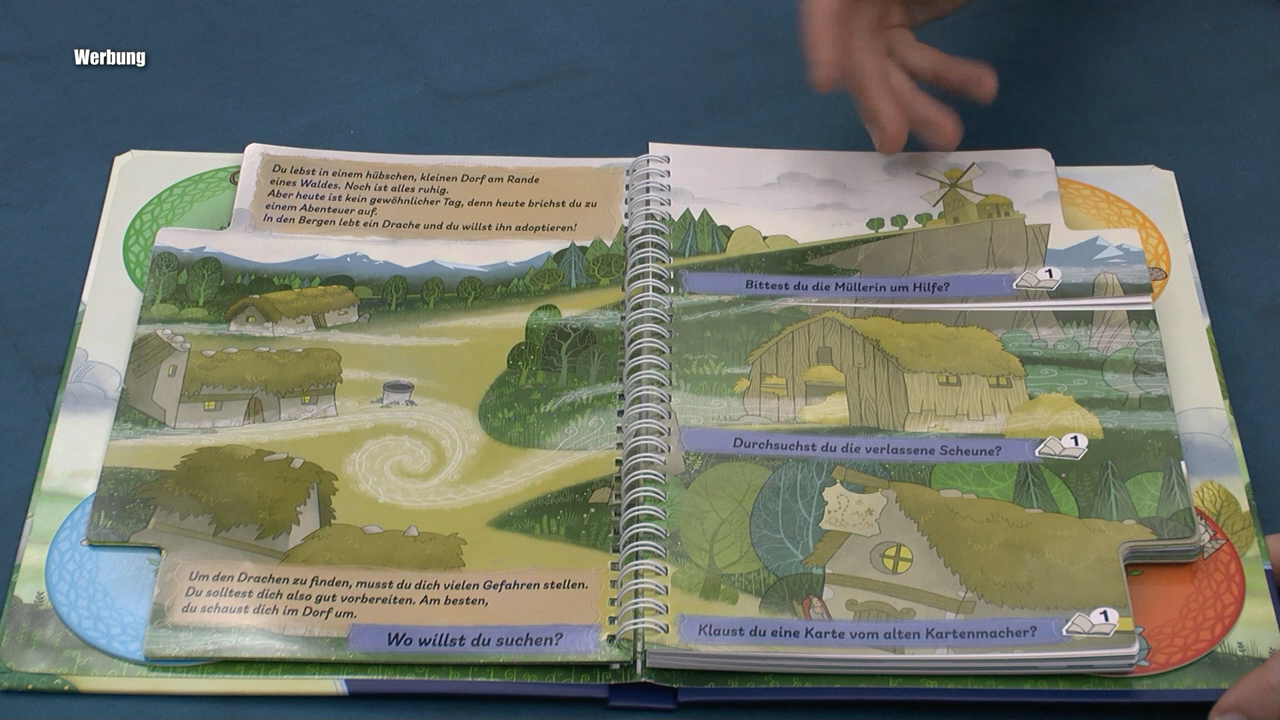 Werbung
Du lebst in einem hübschen, kleinen Dorf am Rande
eines Waldes. Noch ist alles ruhig.
Aber heute ist kein gewöhnlicher Tag, denn heute brichst du zu
einem Abenteuer auf.
In den Bergen lebt ein Drache und du willst ihn adoptieren!
Um den Drachen zu finden, musst du dich vielen Gefahren stellen.
Du solltest dich also gut vorbereiten. Am besten,
du schaust dich im Dorf um.
Wo willst du suchen?
Bittest du die Müllerin um Hilfe?
1
Durchsuchst du die verlassene Scheune?
1
Klaust du eine Karte vom alten Kartenmacher?
1